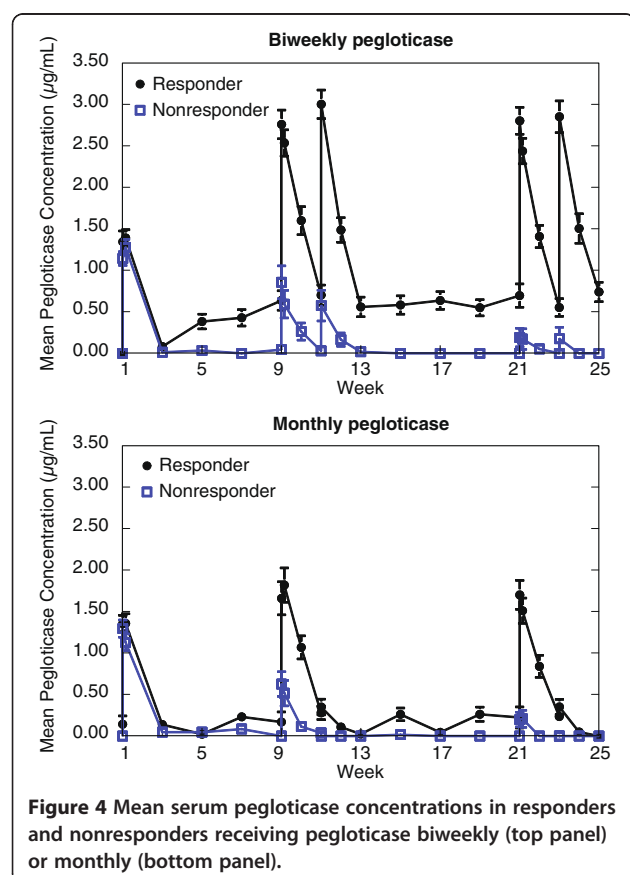 Biweekly pegloticase
Mean Pegloticase Concentration (µg/mL)
3.50
3.00
2.50
2.00
1.50
1.00
0.50
0.00
Responder
Nonresponder
1 5 9 13 17 21 25
Week
Monthly pegloticase
Mean Pegloticase Concentration (µg/mL)
3.50
3.00
2.50
2.00
1.50
1.00
0.50
0.00
Responder
Nonresponder
1 5 9 13 17 21 25
Week
Figure 4 Mean serum pegloticase concentrations in responders
and nonresponders receiving pegloticase biweekly (top panel)
or monthly (bottom panel).